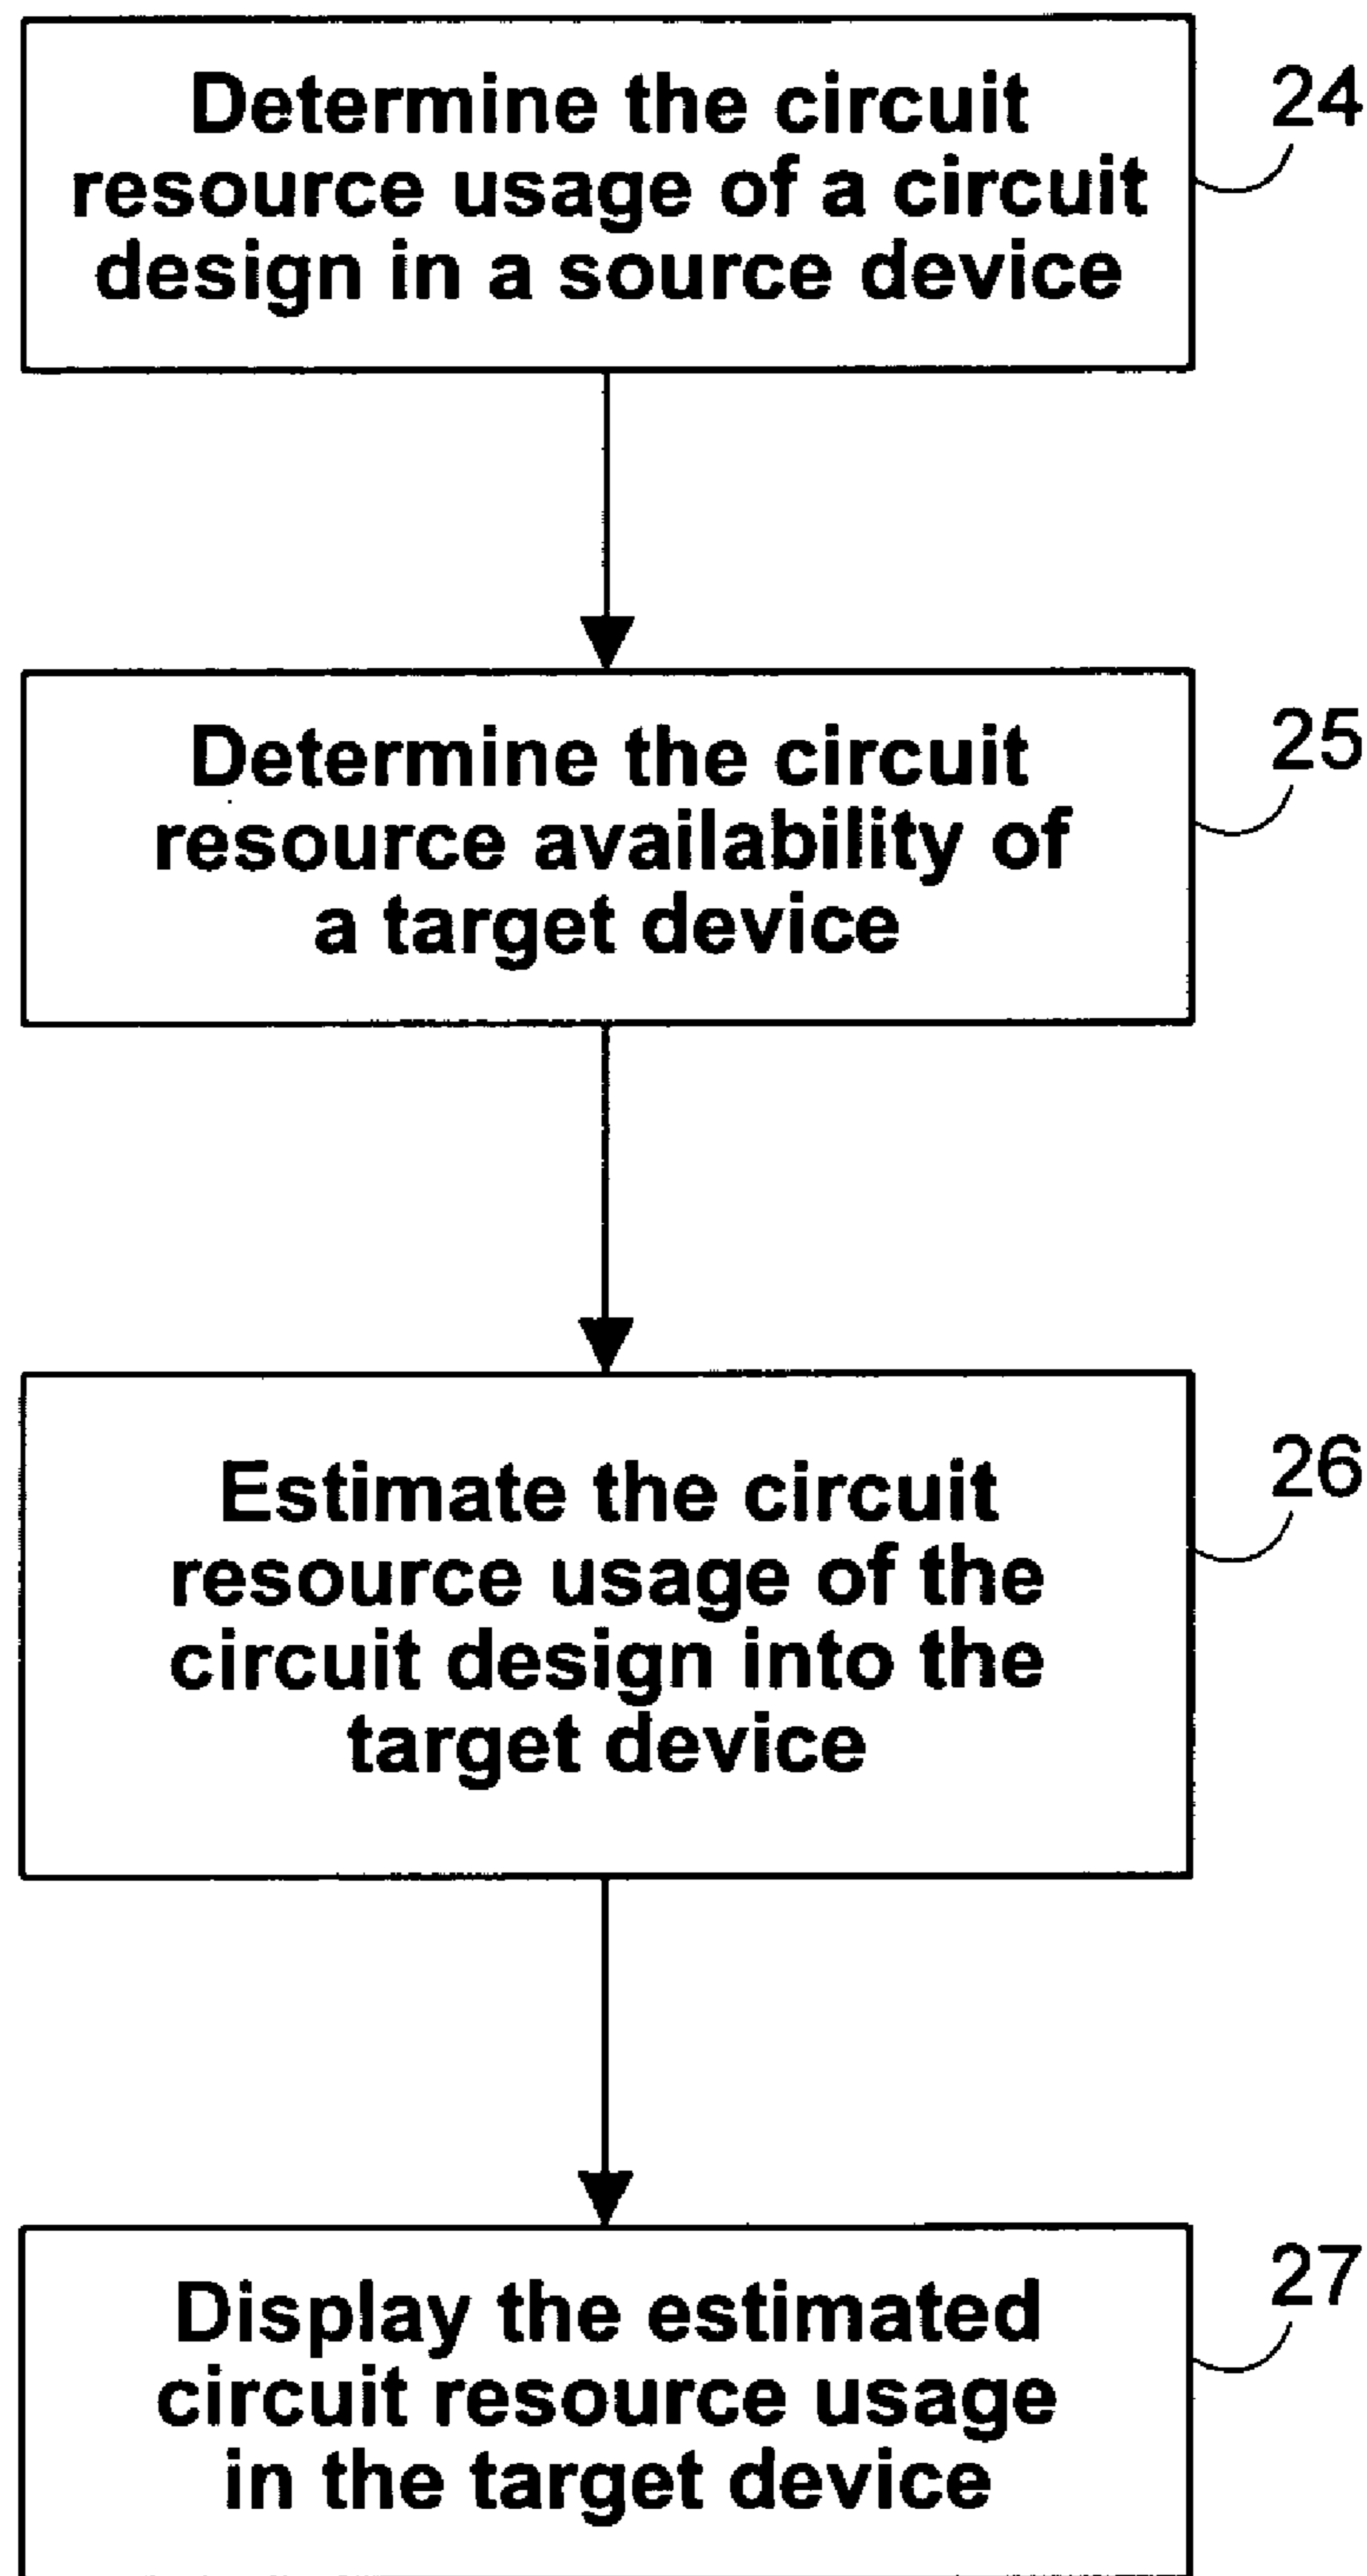 Determine the circuit
resource usage of a circuit
design in a source device
24
Determine the circuit
resource availability of
a target device
25
Estimate the circuit
resource usage of the
circuit design into the
target device
26
Display the estimated
circuit resource usage
in the target device
27